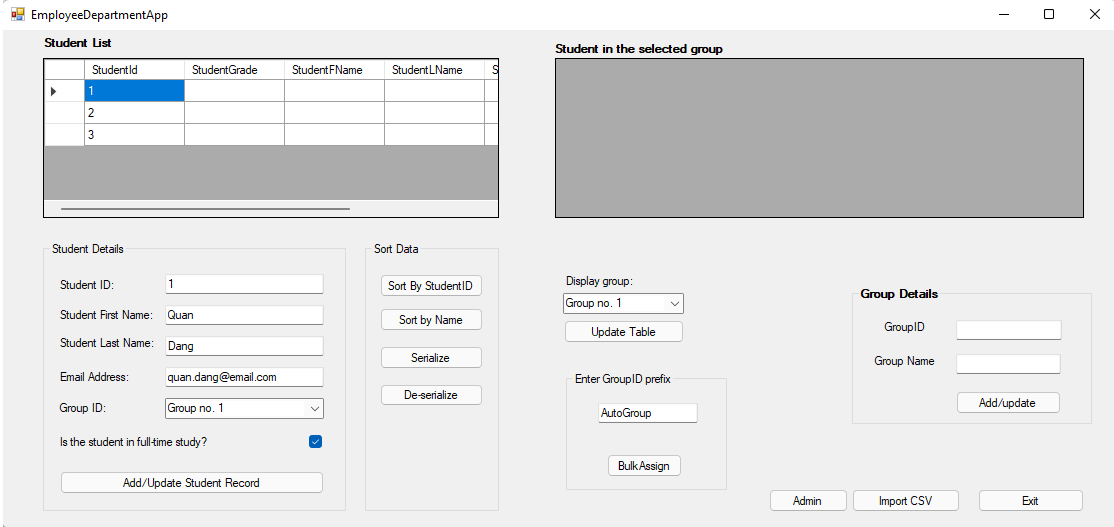 EmployeeDepartmentApp
Student List
StudentId StudentGrade StudentFName StudentLName S
1
2
3
Student in the selected group
Student Details
Student ID: 1
Student First Name: Quan
Student Last Name: Dang
Email Address: quan.dang@email.com
Group ID: Group no. 1
Is the student in full-time study?
Add/Update Student Record
Sort Data
Sort By StudentID
Sort by Name
Serialize
De-serialize
Display group:
Group no. 1
Update Table
Enter GroupID prefix
AutoGroup
BulkAssign
Group Details
GroupID
Group Name
Add/update
Admin Import CSV Exit